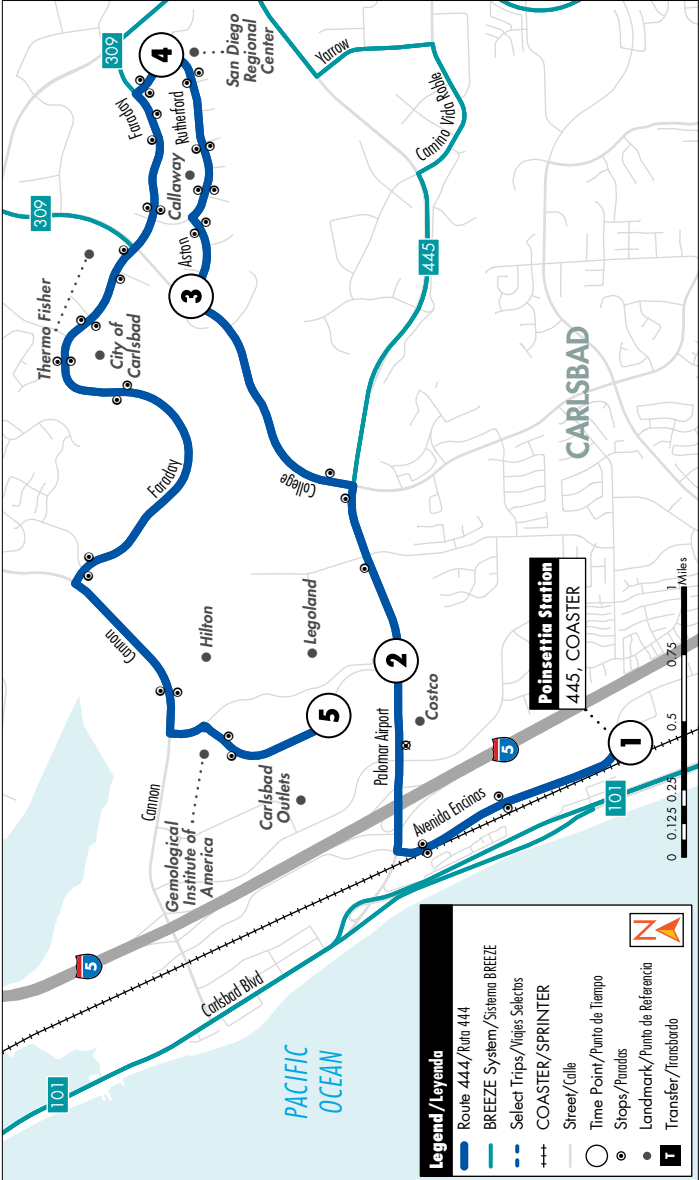 309
4
San Diego
Regional
Center
Yarrow
Faraday
Rutherford
Camino Vida Roble
309
Callaway
Aston
445
3
Thermo Fisher
City of
Carlsbad
CARLSBAD
Faraday
College
Cannon
Hilton
Legoland
Poinsettia Station
445, COASTER
1 Miles
0.75
0.5
0.25
0.125
0
2
5
Costco
Palomar Airport
1
5
Cannon
Gemological
Institute of
America
Carlsbad
Outlets
Avenida Encinas
101
5
Carlsbad Blvd
101
PACIFIC
OCEAN
Legend/Leyenda
Route 444/Ruta 444
BREEZE System/Sistema BREEZE
Select Trips/Viajes Selectos
COASTER/SPRINTER
Street/Calle
Time Point/Punto de Tiempo
Stops/Paradas
Landmark/Punto de Referencia
T Transfer/Transbordo
N